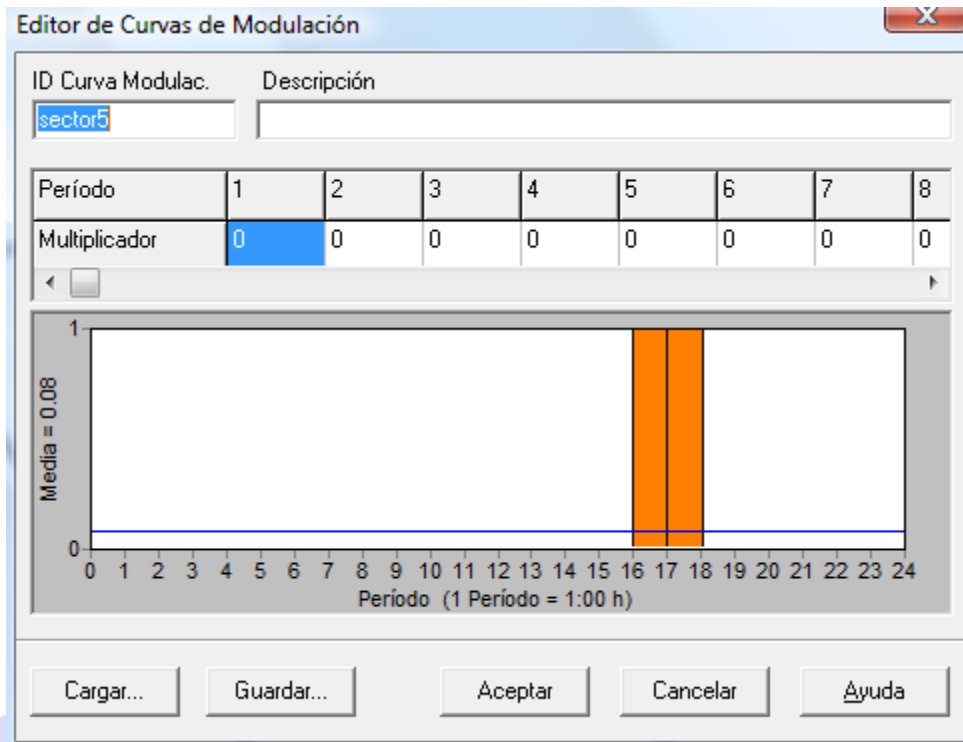 Editor de Curvas de Modulación
ID Curva Modulac. Descripción
sector5
Período 1 2 3 4 5 6 7 8
Multiplicador 0 0 0 0 0 0 0 0
1
Media = 0.08
0
0 1 2 3 4 5 6 7 8 9 10 11 12 13 14 15 16 17 18 19 20 21 22 23 24
Período (1 Período = 1:00 h)
Cargar... Guardar... Aceptar Cancelar Ayuda